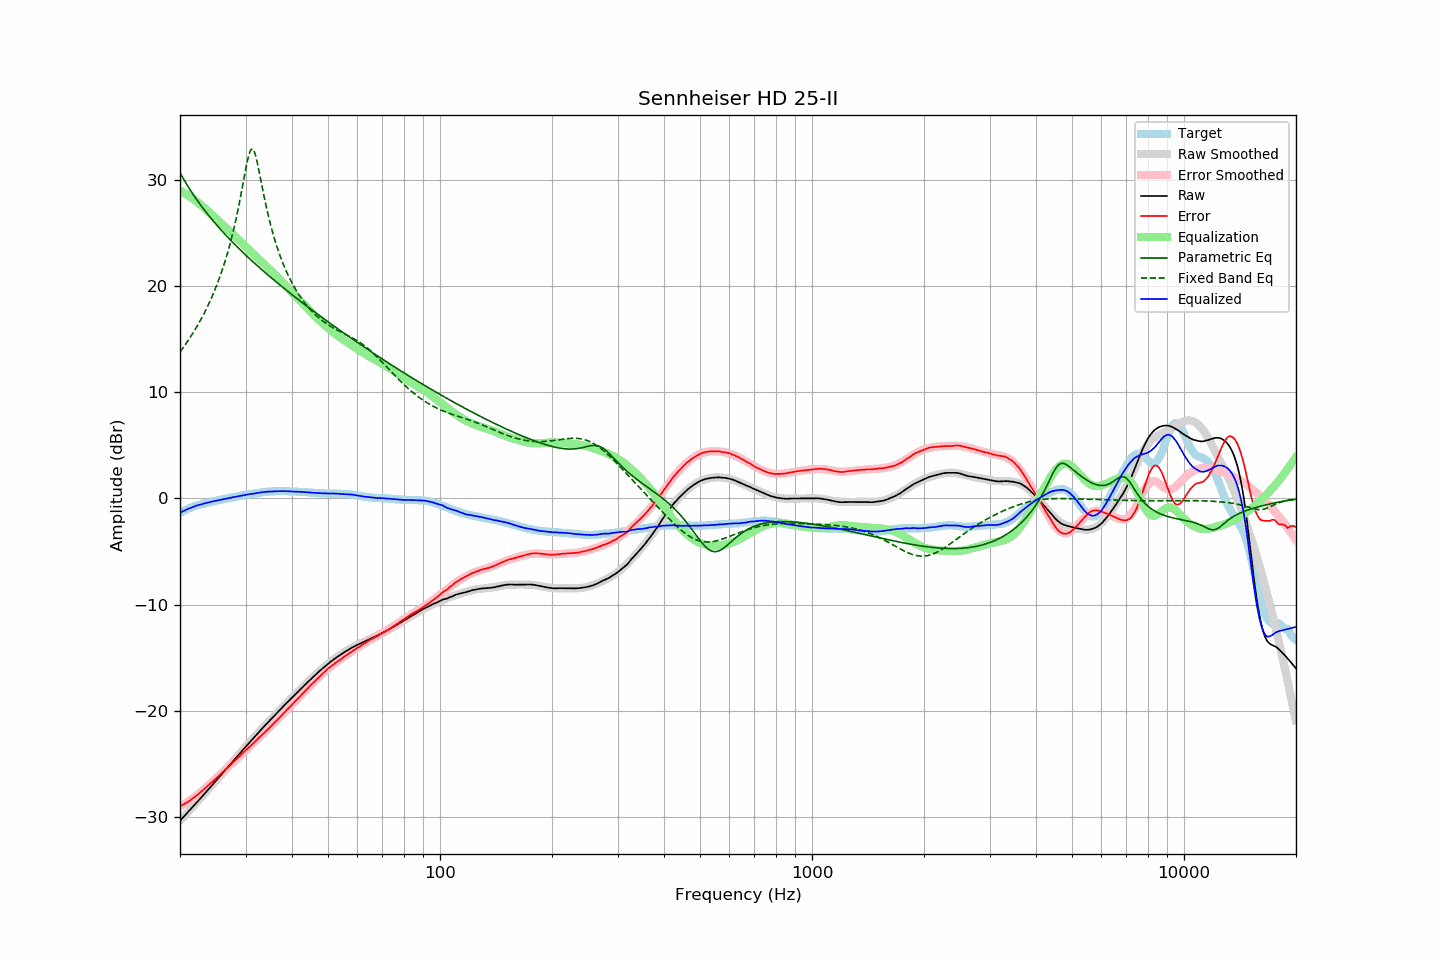 Sennheiser HD 25-II
Target
Raw Smoothed
Error Smoothed
Raw
Error
Equalization
Parametric Eq
Fixed Band Eq
Equalized
Amplitude (dBr)
30
20
10
0
−10
−20
−30
100
1000
10000
Frequency (Hz)